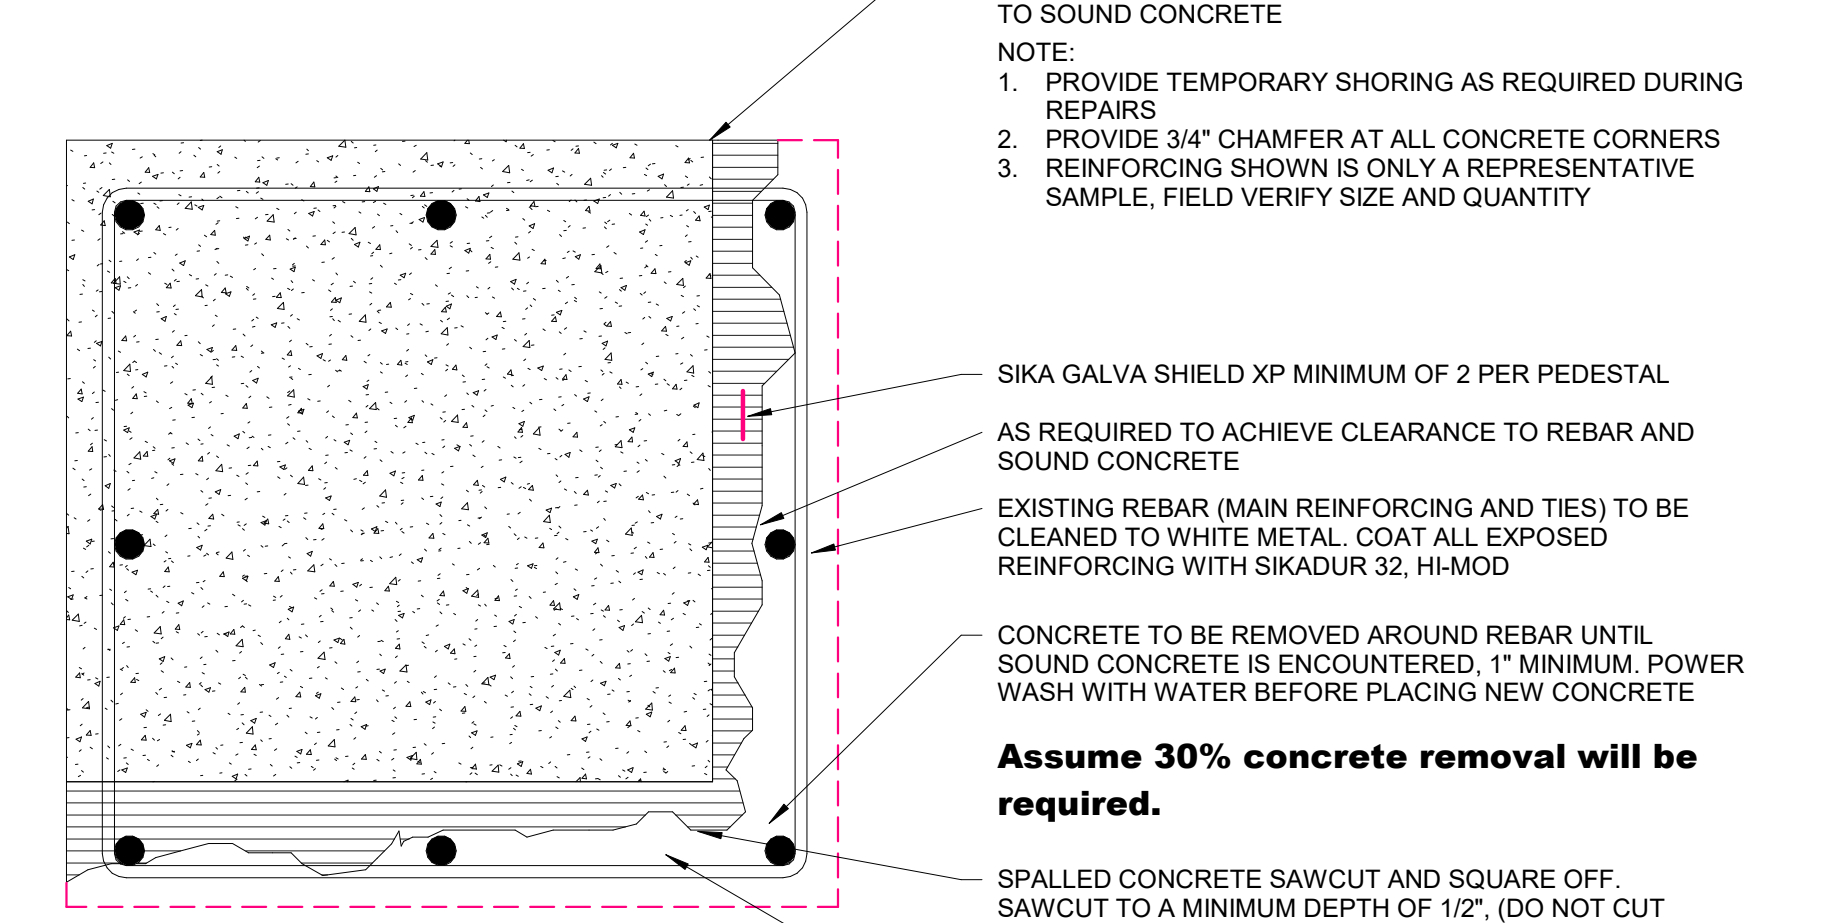 TO SOUND CONCRETE
NOTE:
1. PROVIDE TEMPORARY SHORING AS REQUIRED DURING
REPAIRS
2. PROVIDE 3/4" CHAMFER AT ALL CONCRETE CORNERS
3. REINFORCING SHOWN IS ONLY A REPRESENTATIVE
SAMPLE, FIELD VERIFY SIZE AND QUANTITY
SIKA GALVA SHIELD XP MINIMUM OF 2 PER PEDESTAL
AS REQUIRED TO ACHIEVE CLEARANCE TO REBAR AND
SOUND CONCRETE
EXISTING REBAR (MAIN REINFORCING AND TIES) TO BE
CLEANED TO WHITE METAL. COAT ALL EXPOSED
REINFORCING WITH SIKADUR 32, HI-MOD
CONCRETE TO BE REMOVED AROUND REBAR UNTIL
SOUND CONCRETE IS ENCOUNTERED, 1" MINIMUM. POWER
WASH WITH WATER BEFORE PLACING NEW CONCRETE
Assume 30% concrete removal will be
required.
SPALLED CONCRETE SAWCUT AND SQUARE OFF.
SAWCUT TO A MINIMUM DEPTH OF 1/2", (DO NOT CUT